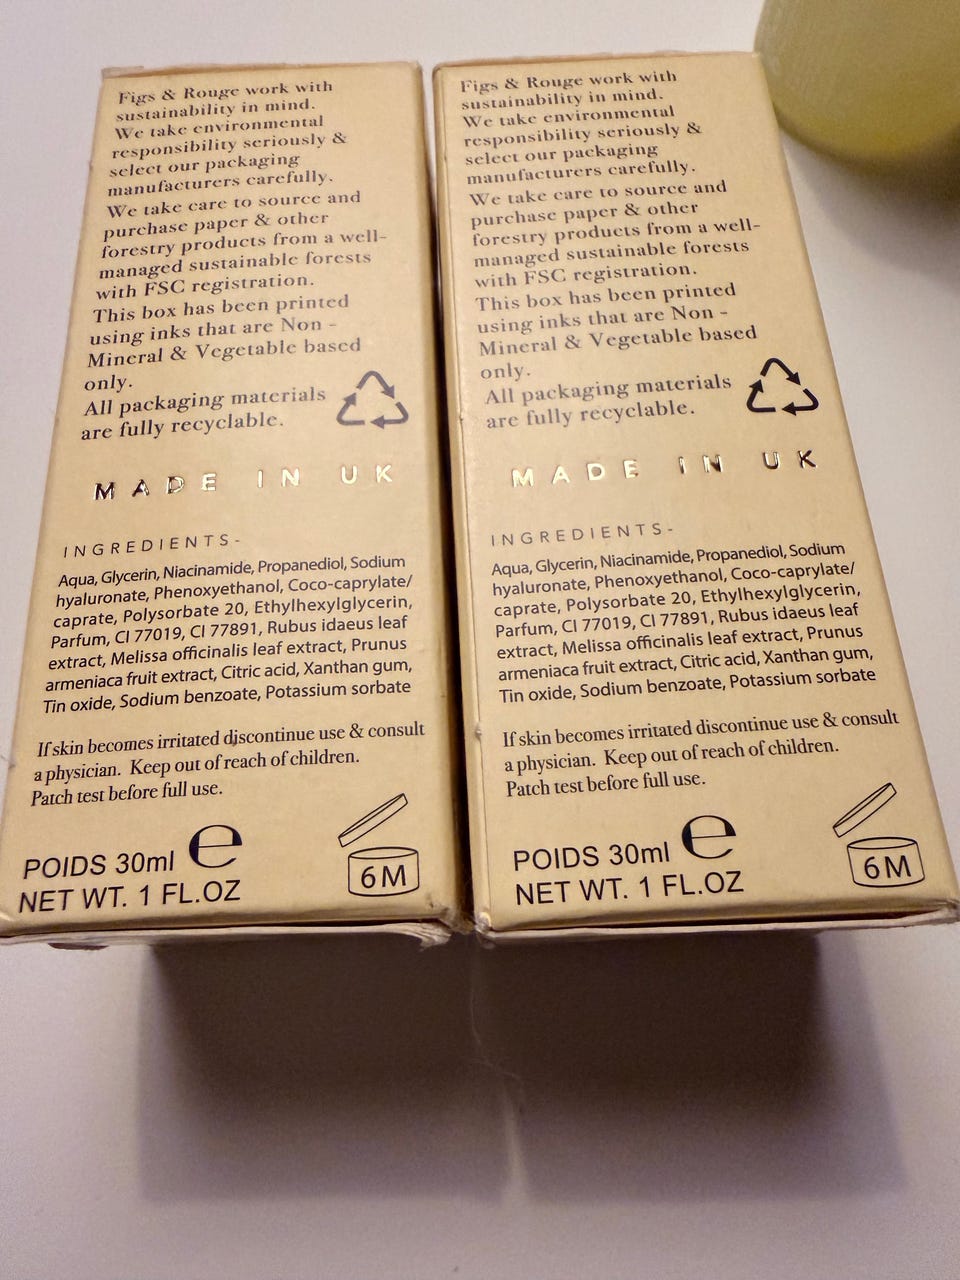 Figs & Rouge work with
sustainability in mind.
We take environmental
responsibility seriously &
select our packaging
manufacturers carefully.
We take care to source and
purchase paper & other
forestry products from a well-
managed sustainable forests
with FSC registration.
This box has been printed
using inks that are Non -
Mineral & Vegetable based
only.
All packaging materials
are fully recyclable.
MADE IN UK
INGREDIENTS-
Aqua, Glycerin, Niacinamide, Propanediol, Sodium
hyaluronate, Phenoxyethanol, Coco-caprylate/
caprate, Polysorbate 20, Ethylhexylglycerin,
Parfum, CI 77019, CI 77891, Rubus idaeus leaf
extract, Melissa officinalis leaf extract, Prunus
armeniaca fruit extract, Citric acid, Xanthan gum,
Tin oxide, Sodium benzoate, Potassium sorbate
If skin becomes irritated discontinue use & consult
a physician. Keep out of reach of children.
Patch test before full use.
POIDS 30ml e
NET WT. 1 FL.OZ
6M
Figs & Rouge work with
sustainability in mind.
We take environmental
responsibility seriously &
select our packaging
manufacturers carefully.
We take care to source and
purchase paper & other
forestry products from a well-
managed sustainable forests
with FSC registration.
This box has been printed
using inks that are Non -
Mineral & Vegetable based
only.
All packaging materials
are fully recyclable.
MADE IN UK
INGREDIENTS-
Aqua, Glycerin, Niacinamide, Propanediol, Sodium
hyaluronate, Phenoxyethanol, Coco-caprylate/
caprate, Polysorbate 20, Ethylhexylglycerin,
Parfum, CI 77019, CI 77891, Rubus idaeus leaf
extract, Melissa officinalis leaf extract, Prunus
armeniaca fruit extract, Citric acid, Xanthan gum,
Tin oxide, Sodium benzoate, Potassium sorbate
If skin becomes irritated discontinue use & consult
a physician. Keep out of reach of children.
Patch test before full use.
POIDS 30ml e
NET WT. 1 FL.OZ
6M